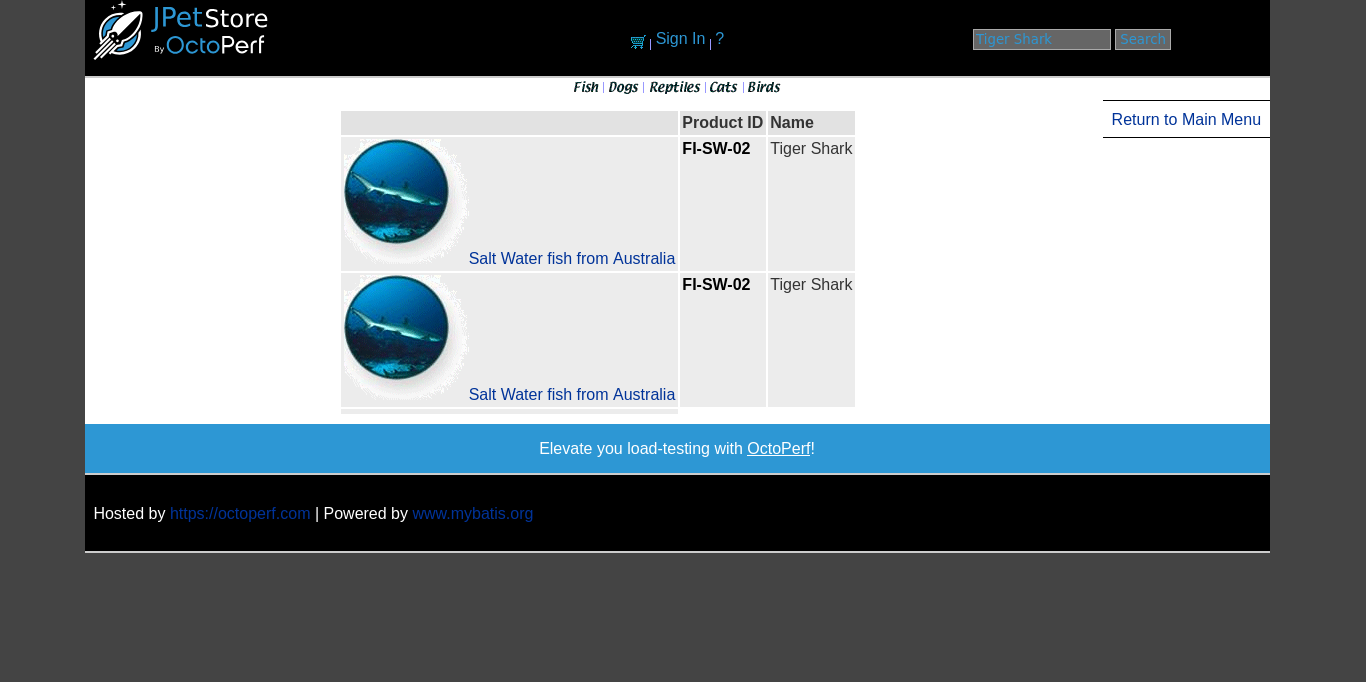 JPetStore
By OctoPerf
Sign In ?
Tiger Shark Search
Fish Dogs Reptiles Cats Birds
Return to Main Menu
Product ID Name
FI-SW-02 Tiger Shark
Salt Water fish from Australia
FI-SW-02 Tiger Shark
Salt Water fish from Australia
Elevate you load-testing with OctoPerf!
Hosted by https://octoperf.com | Powered by www.mybatis.org